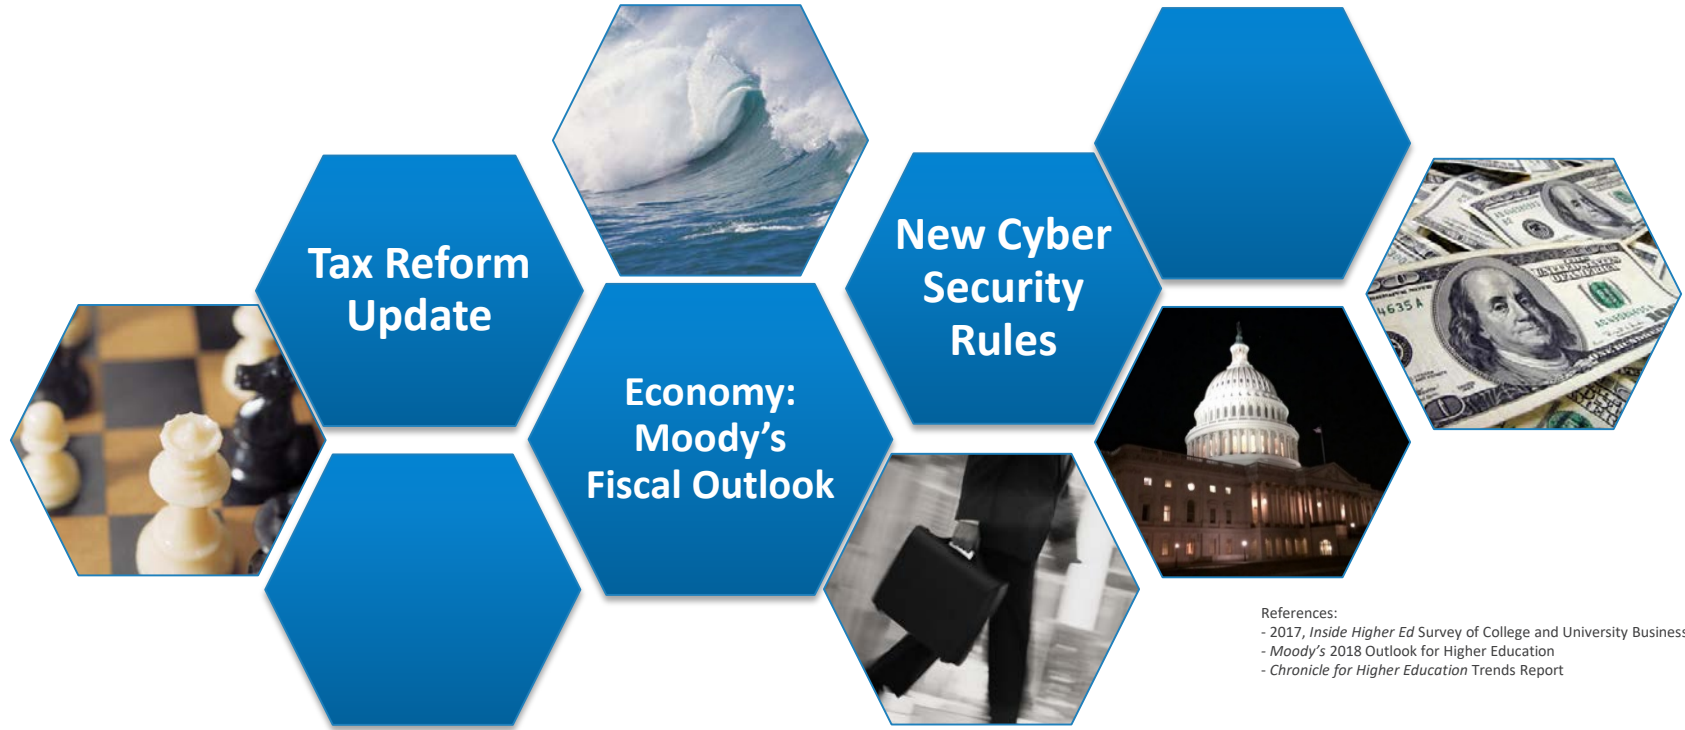 Tax Reform
Update
Economy:
Moody's
Fiscal Outlook
New Cyber
Security
Rules
4635 A
References:
- 2017, Inside Higher Ed Survey of College and University Business
- Moody's 2018 Outlook for Higher Education
- Chronicle for Higher Education Trends Report